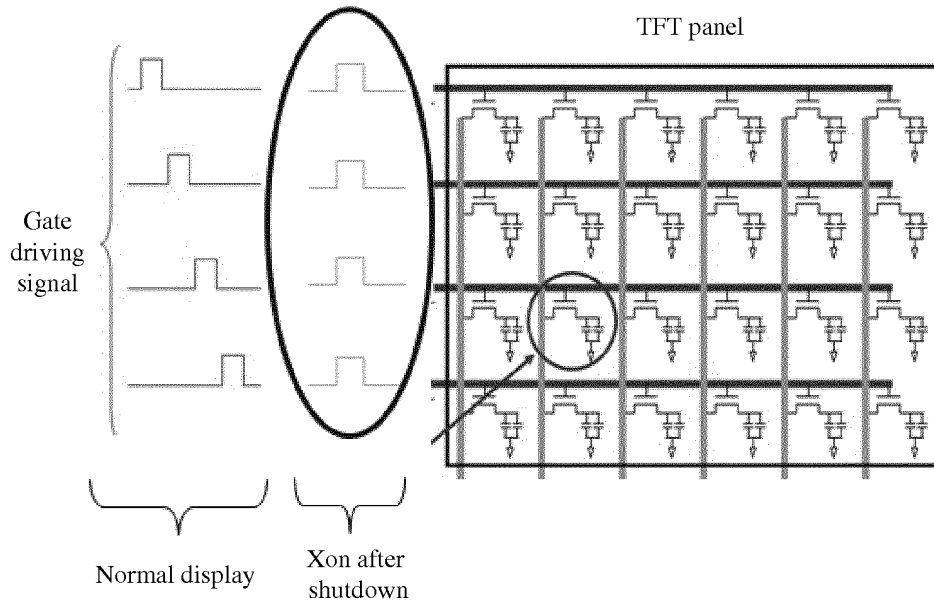 TFT panel
Gate
driving
signal
Normal display
Xon after
shutdown